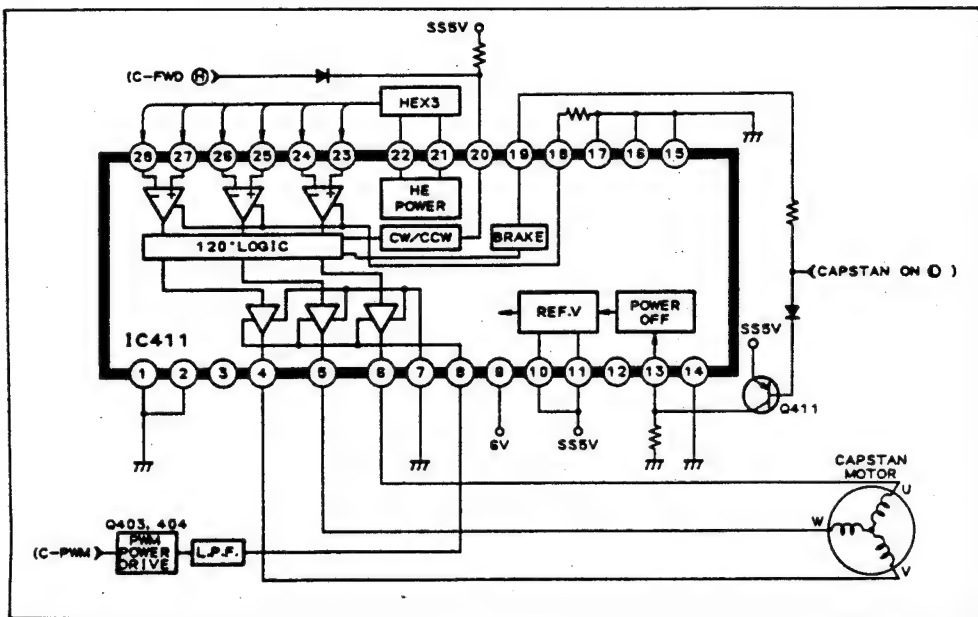 SS5V
(C-FWD Ⓗ)
HEX3
28 27 26 25 24 23 22 21 20 19 18 17 16 15
HE POWER
CW/CCW
BRAKE
120°LOGIC
CAPSTAN ON Ⓛ )
REF.V
POWER OFF
SS5V
IC411
1 2 3 4 5 6 7 8 9 10 11 12 13 14
Q411
6V
SS5V
CAPSTAN
MOTOR
U
W
V
Q403, 404
PWM
POWER
DRIVE
(C-PWM)
L.P.F.